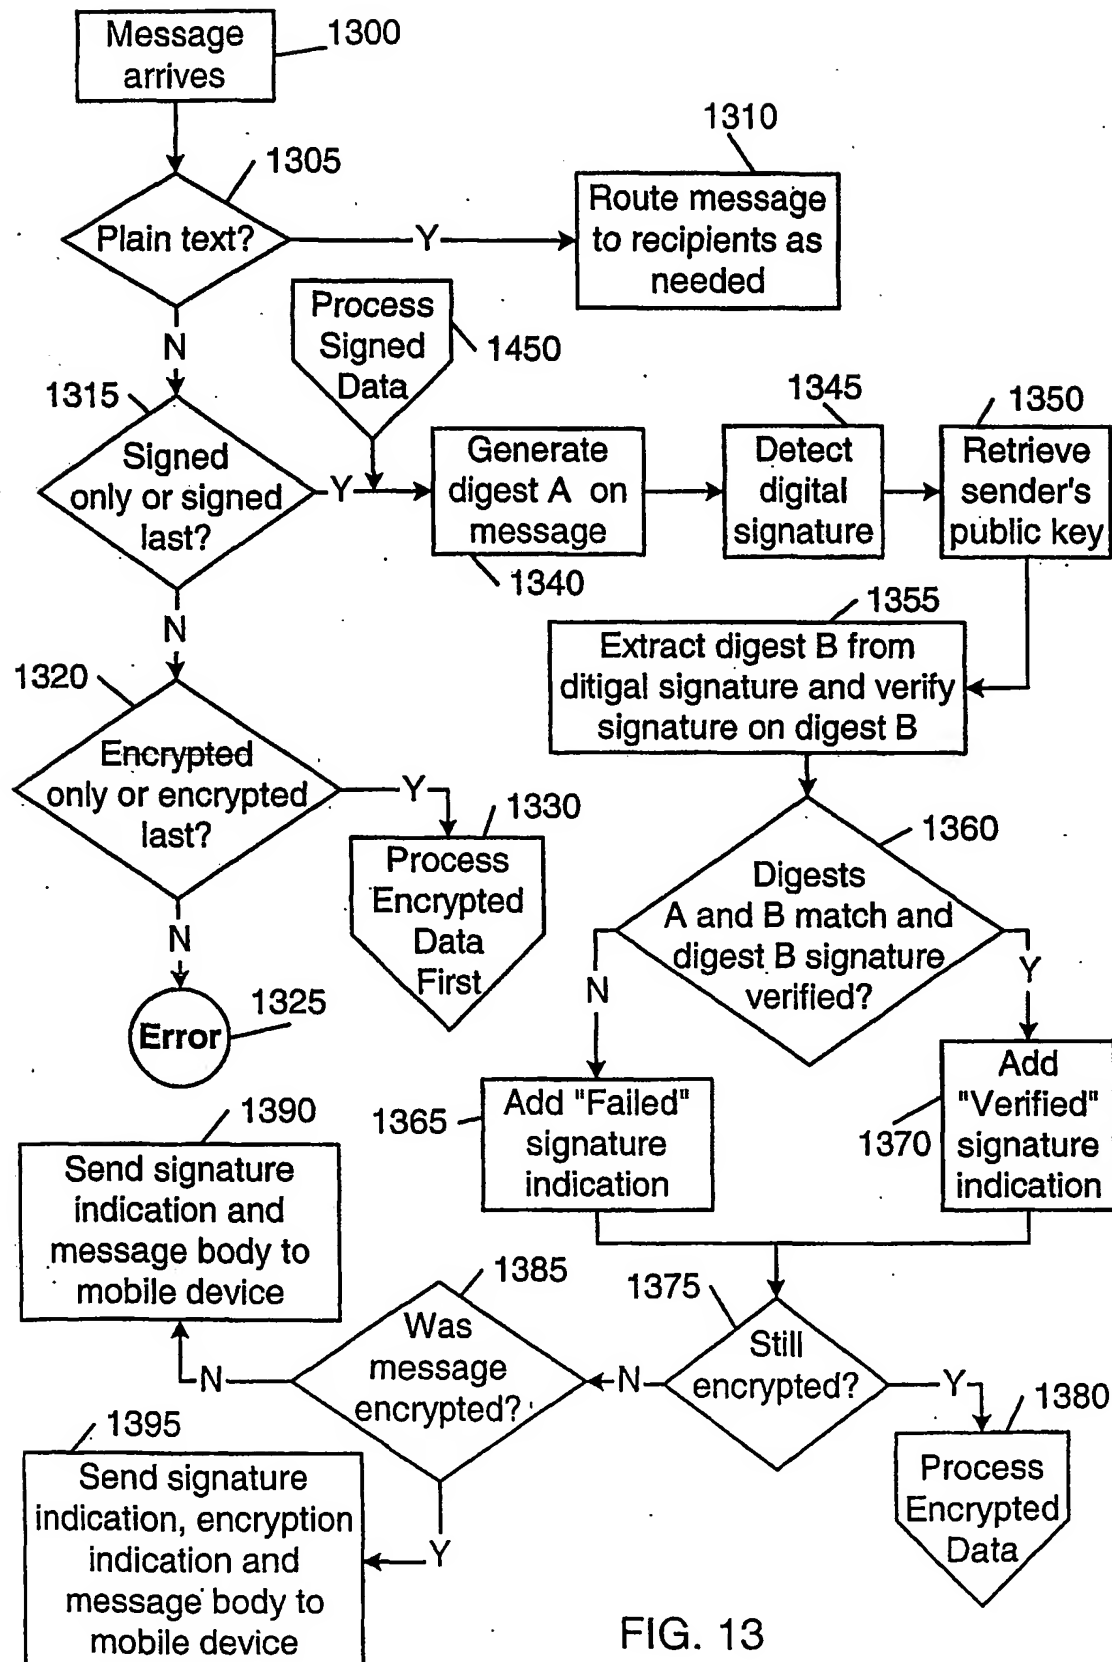 Message
arrives
1300
1305
Plain text?
Y
1310
Route message
to recipients as
needed
N
Process
Signed
Data
1450
1315
Signed
only or signed
last?
Y
Generate
digest A on
message
1340
1345
Detect
digital
signature
1350
Retrieve
sender's
public key
N
1355
Extract digest B from
ditigal signature and verify
signature on digest B
1320
Encrypted
only or encrypted
last?
Y
1330
Process
Encrypted
Data
First
N
Error
1325
1360
Digests
A and B match and
digest B signature
verified?
N
Y
1365
Add "Failed"
signature
indication
1370
Add
"Verified"
signature
indication
1390
Send signature
indication and
message body to
mobile device
1385
Was
message
encrypted?
N
1375
Still
encrypted?
N
Y
1380
Process
Encrypted
Data
1395
Send signature
indication, encryption
indication and
message body to
mobile device
Y
FIG. 13